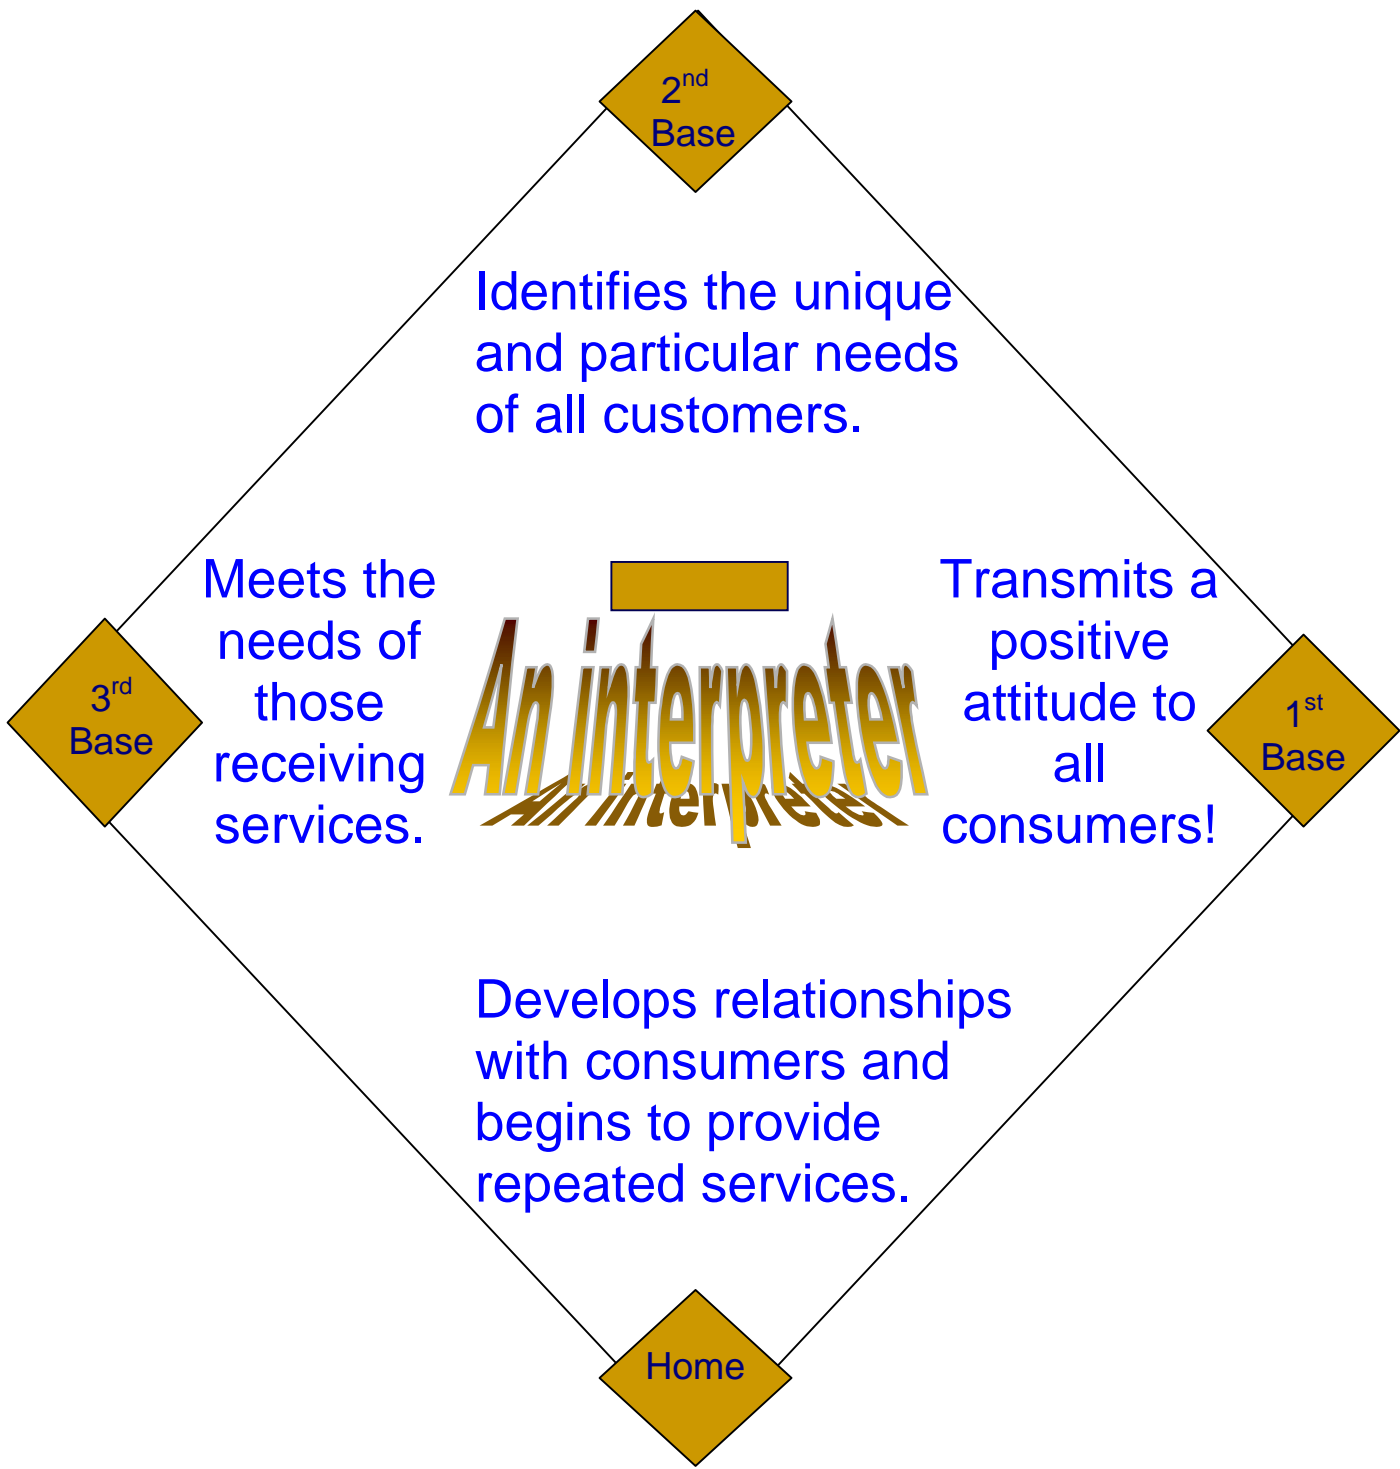 2nd
Base
Identifies the unique
and particular needs
of all customers.
Meets the
needs of
those
receiving
services.
3rd
Base
An interpreter
Transmits a
positive
attitude to
all
consumers!
1st
Base
Develops relationships
with consumers and
begins to provide
repeated services.
Home